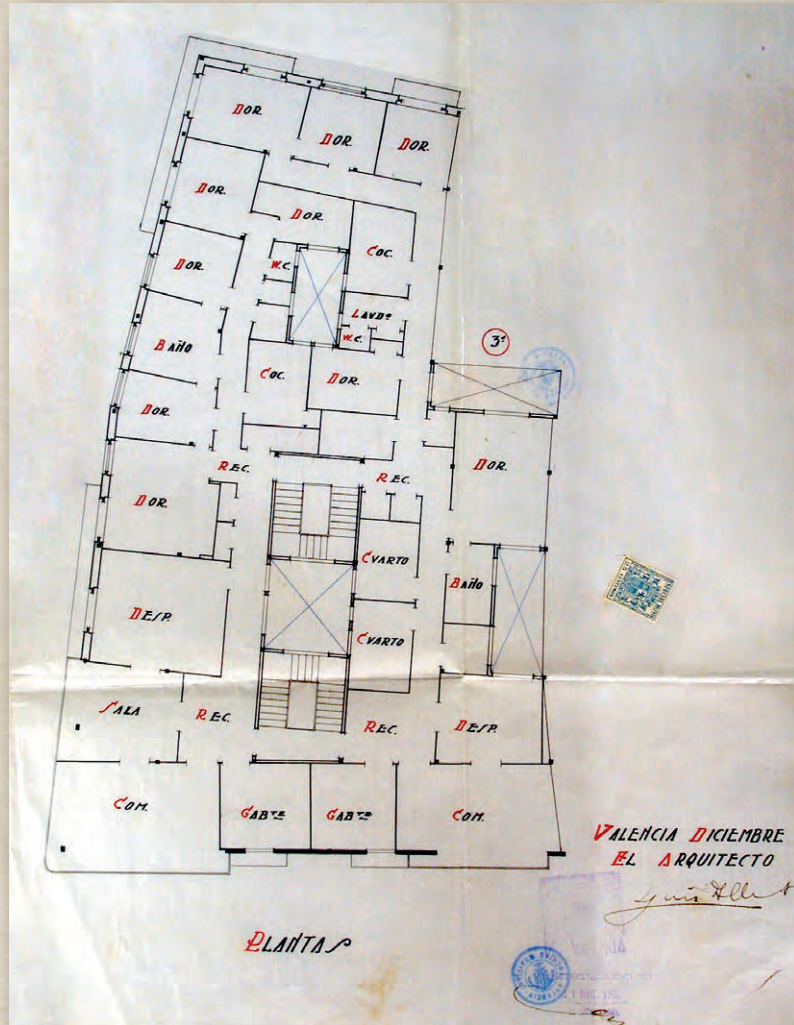 DOR.
DOR.
DOR.
DOR.
DOR.
COC.
DOR.
W.C.
LAVDº
BAÑO
W.C.
3º
COC.
DOR.
DOR.
REC.
REC.
DOR.
DOR.
CVARTO
BAÑO
DESP.
CVARTO
SALA
REC.
REC.
DESP.
COM.
GABTE
GABTE
COM.
VALENCIA DICIEMBRE
EL ARQUITECTO
PLANTAS